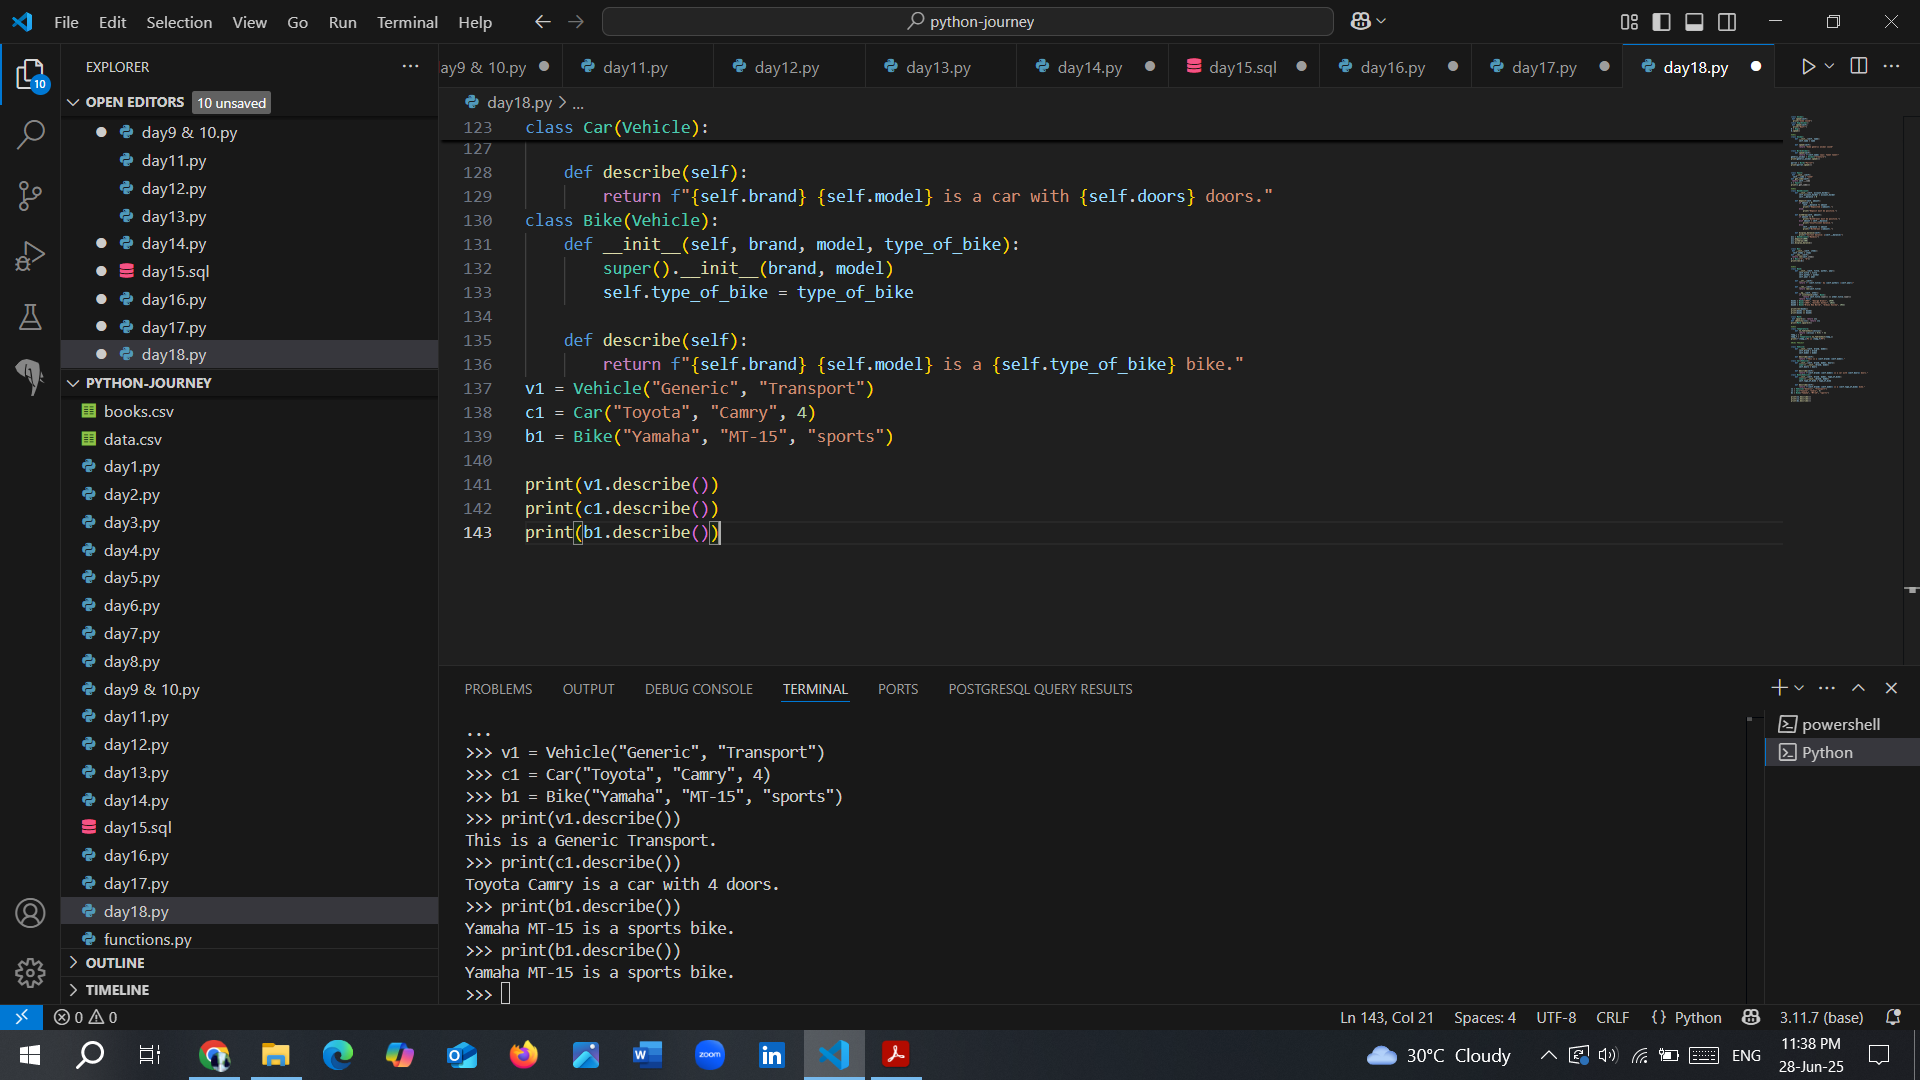 File Edit Selection View Go Run Terminal Help
python-journey
EXPLORER
OPEN EDITORS 10 unsaved
day9 & 10.py
day11.py
day12.py
day13.py
day14.py
day15.sql
day16.py
day17.py
day18.py
PYTHON-JOURNEY
books.csv
data.csv
day1.py
day2.py
day3.py
day4.py
day5.py
day6.py
day7.py
day8.py
day9 & 10.py
day11.py
day12.py
day13.py
day14.py
day15.sql
day16.py
day17.py
day18.py
functions.py
OUTLINE
TIMELINE
10
ay9 & 10.py day11.py day12.py day13.py day14.py day15.sql day16.py day17.py day18.py
day18.py > ...
123 class Car(Vehicle):
127
128 def describe(self):
129 return f"{self.brand} {self.model} is a car with {self.doors} doors."
130 class Bike(Vehicle):
131 def __init__(self, brand, model, type_of_bike):
132 super().__init__(brand, model)
133 self.type_of_bike = type_of_bike
134
135 def describe(self):
136 return f"{self.brand} {self.model} is a {self.type_of_bike} bike."
137 v1 = Vehicle("Generic", "Transport")
138 c1 = Car("Toyota", "Camry", 4)
139 b1 = Bike("Yamaha", "MT-15", "sports")
140
141 print(v1.describe())
142 print(c1.describe())
143 print(b1.describe())
PROBLEMS OUTPUT DEBUG CONSOLE TERMINAL PORTS POSTGRESQL QUERY RESULTS
...
>>> v1 = Vehicle("Generic", "Transport")
>>> c1 = Car("Toyota", "Camry", 4)
>>> b1 = Bike("Yamaha", "MT-15", "sports")
>>> print(v1.describe())
This is a Generic Transport.
>>> print(c1.describe())
Toyota Camry is a car with 4 doors.
>>> print(b1.describe())
Yamaha MT-15 is a sports bike.
>>> print(b1.describe())
Yamaha MT-15 is a sports bike.
>>>
powershell
Python
0 0
Ln 143, Col 21 Spaces: 4 UTF-8 CRLF {} Python 3.11.7 (base)
zoom
30°C Cloudy
ENG
11:38 PM
28-Jun-25